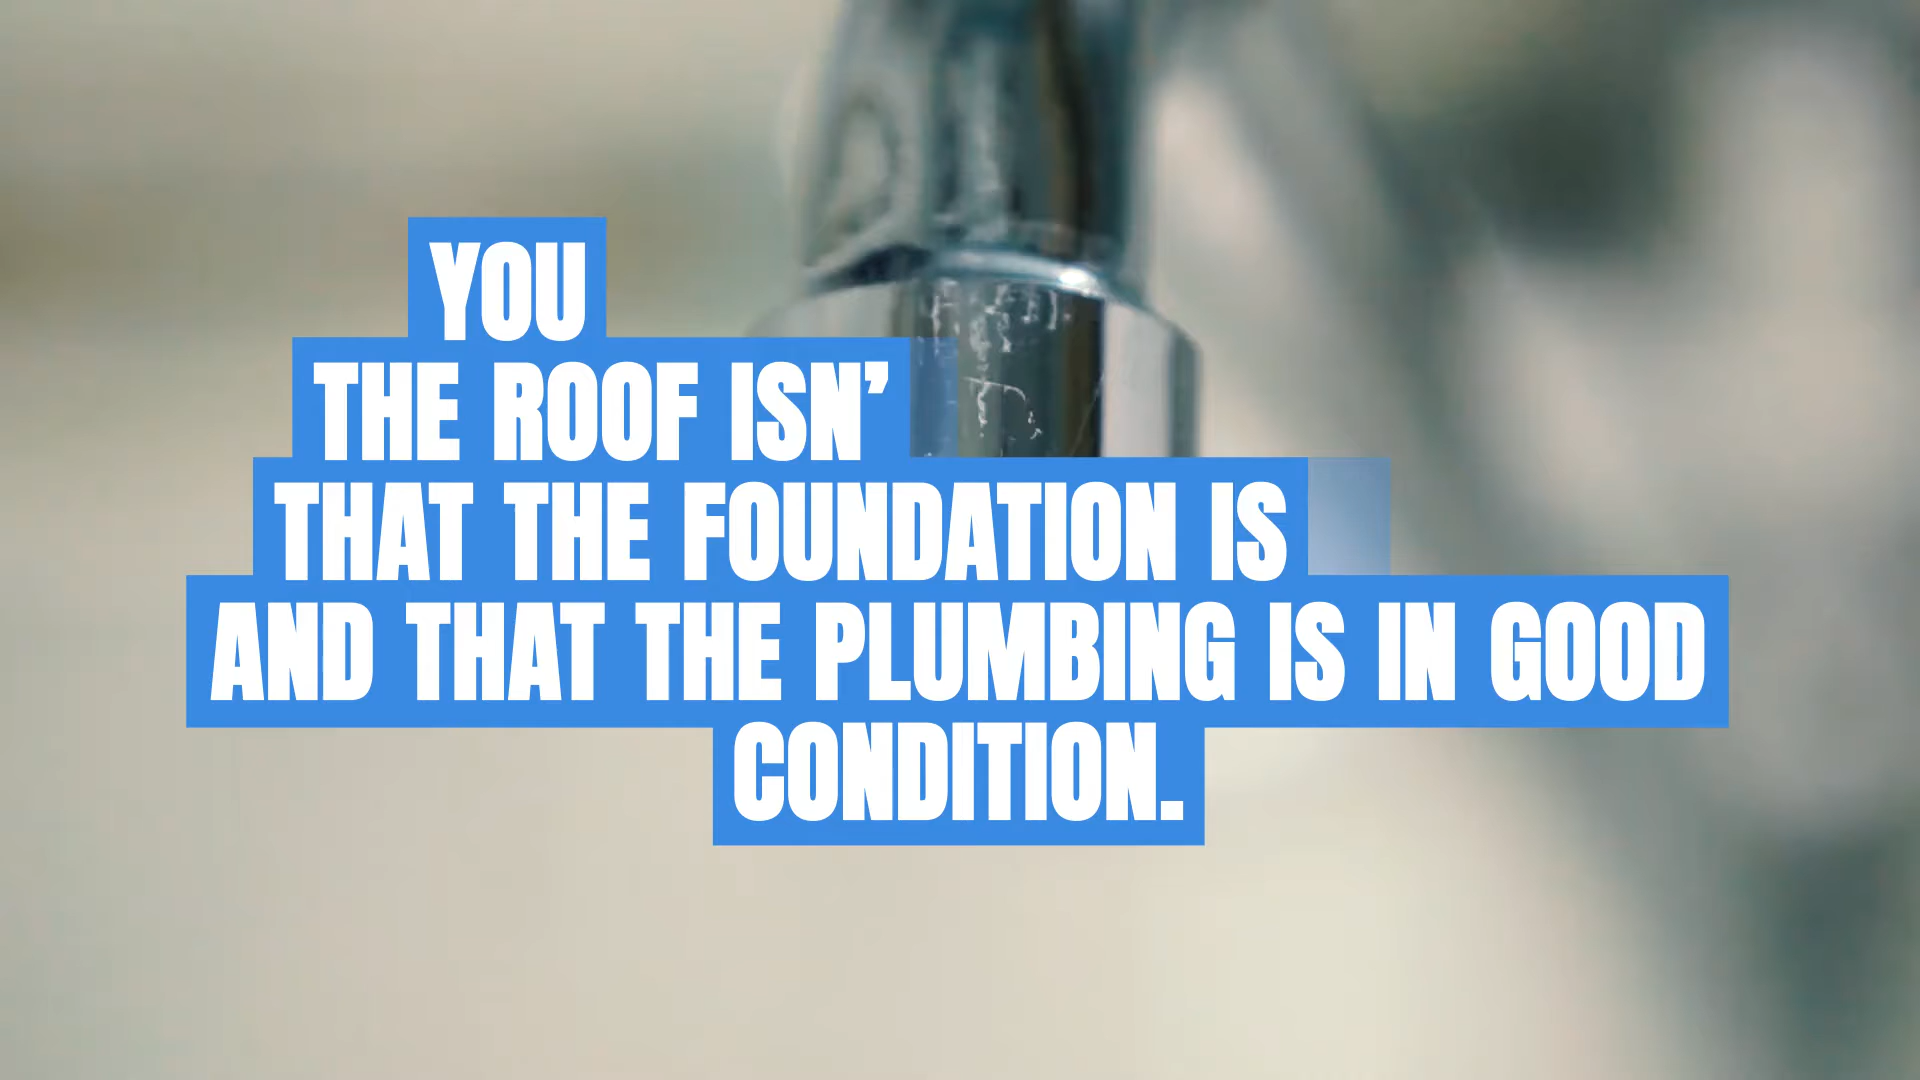 YOU
THE ROOF ISN’
THAT THE FOUNDATION IS
AND THAT THE PLUMBING IS IN GOOD
CONDITION.